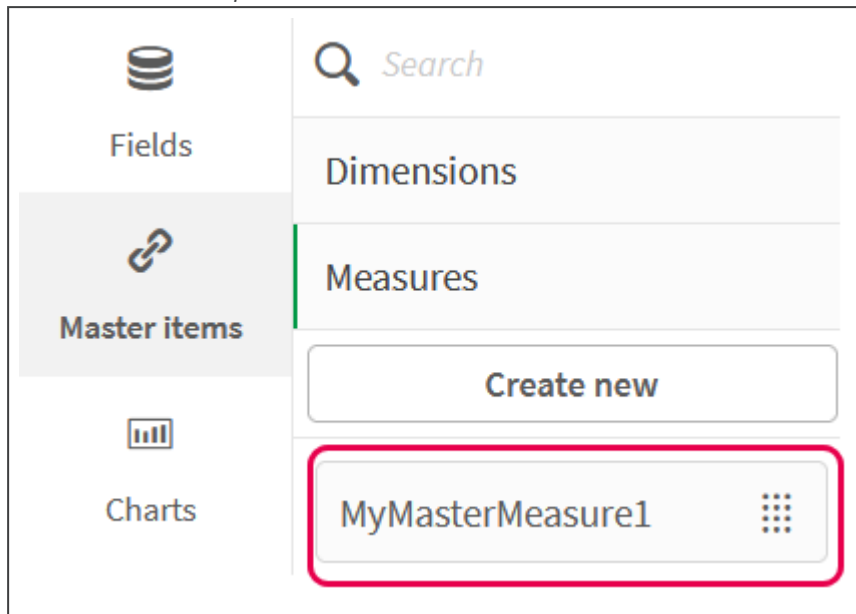 Search
Fields
Dimensions
Measures
Master items
Create new
MyMasterMeasure1
Charts